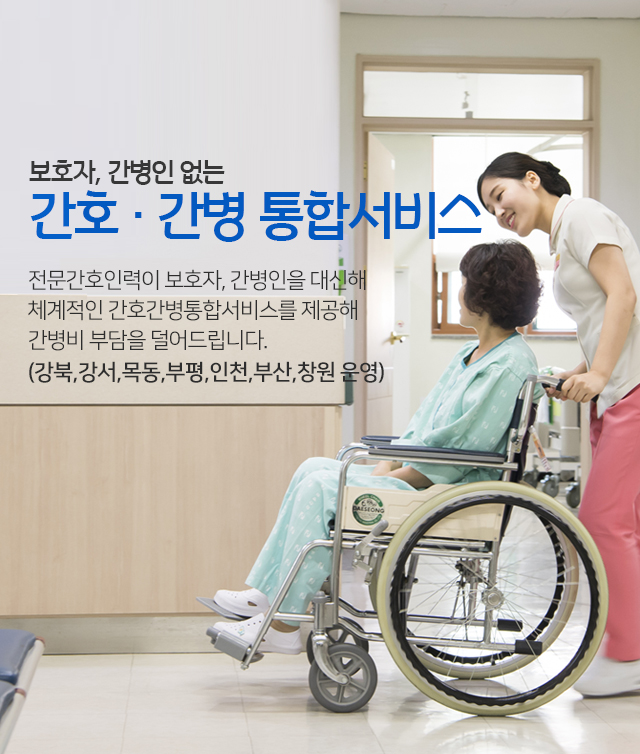 보호자, 간병인 없는
간호 · 간병 통합서비스
전문간호인력이 보호자, 간병인을 대신해
체계적인 간호간병통합서비스를 제공해
간병비 부담을 덜어드립니다.
(강북,강서,목동,부평,인천,부산,창원 운영)
DAESEONG